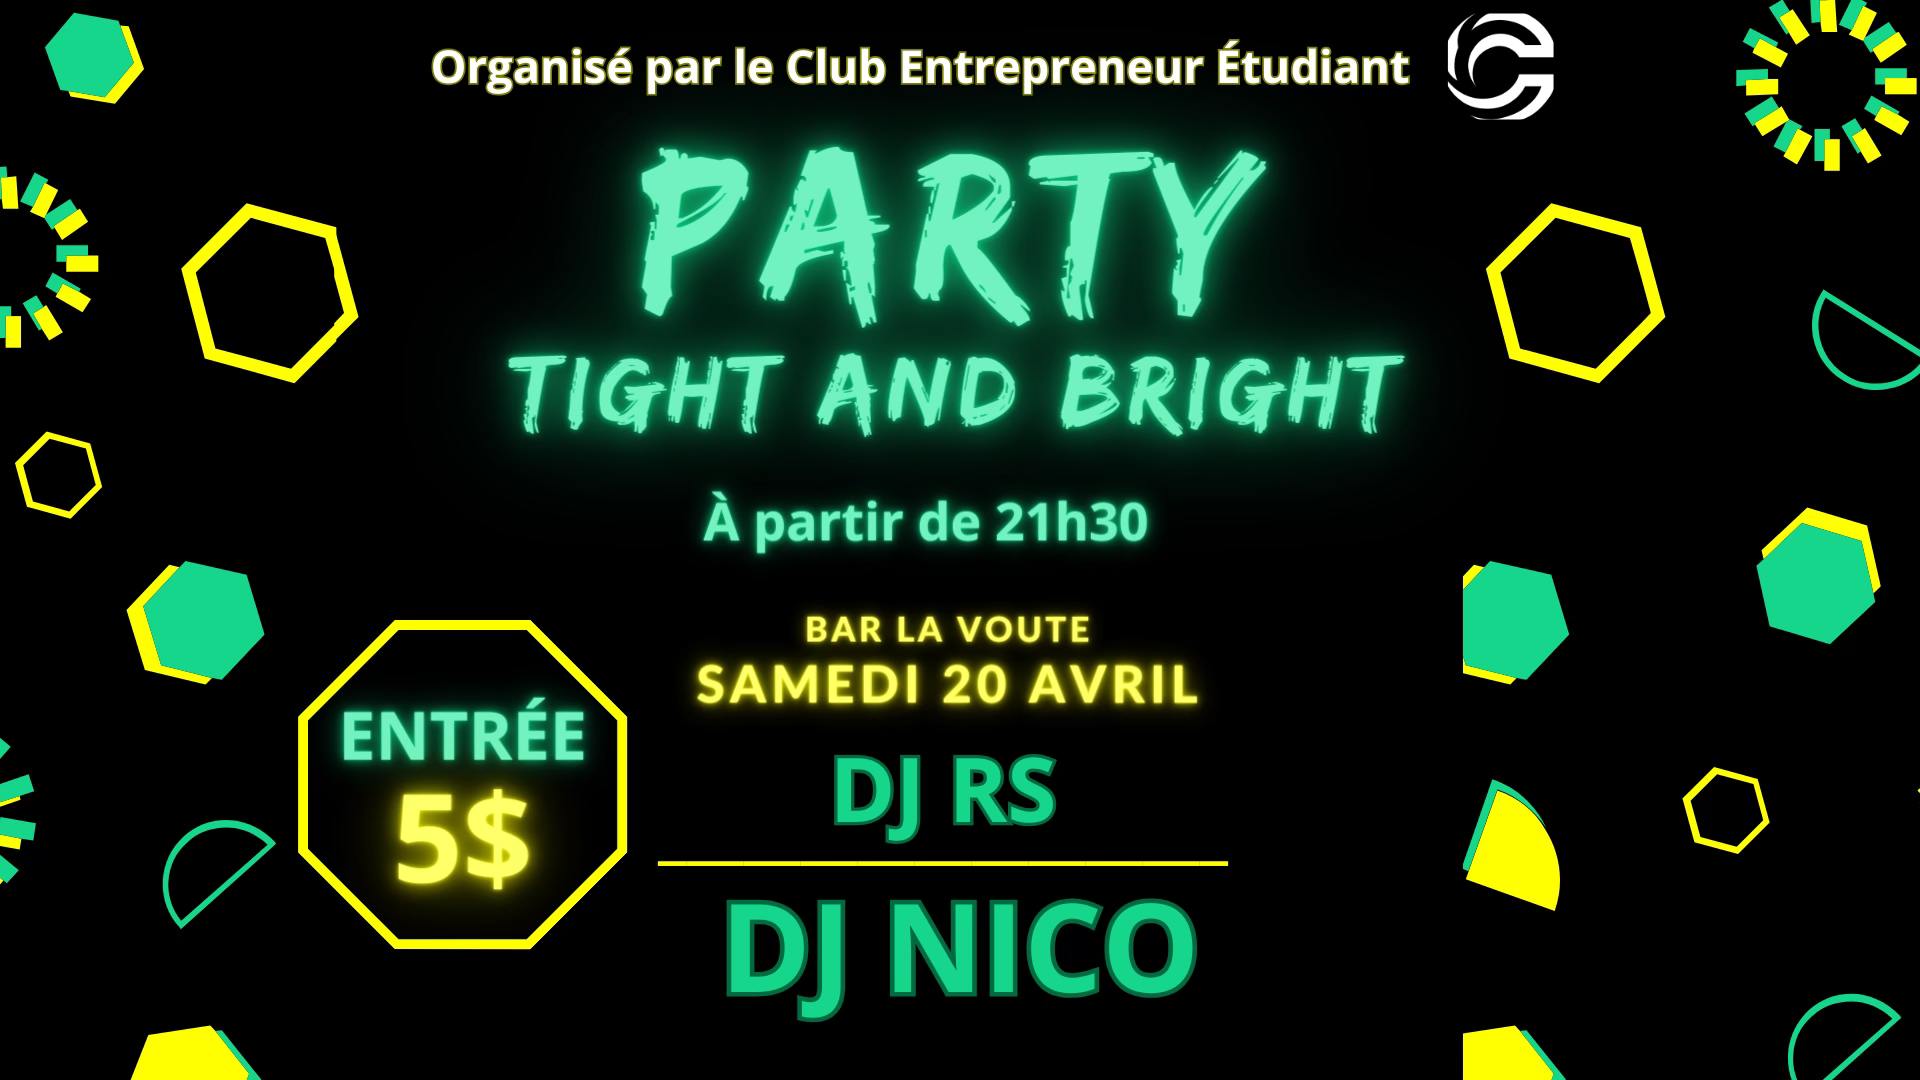 Organisé par le Club Entrepreneur Étudiant
PARTY
TIGHT AND BRIGHT
À partir de 21h30
BAR LA VOUTE
SAMEDI 20 AVRIL
ENTRÉE
5$
DJ RS
DJ NICO